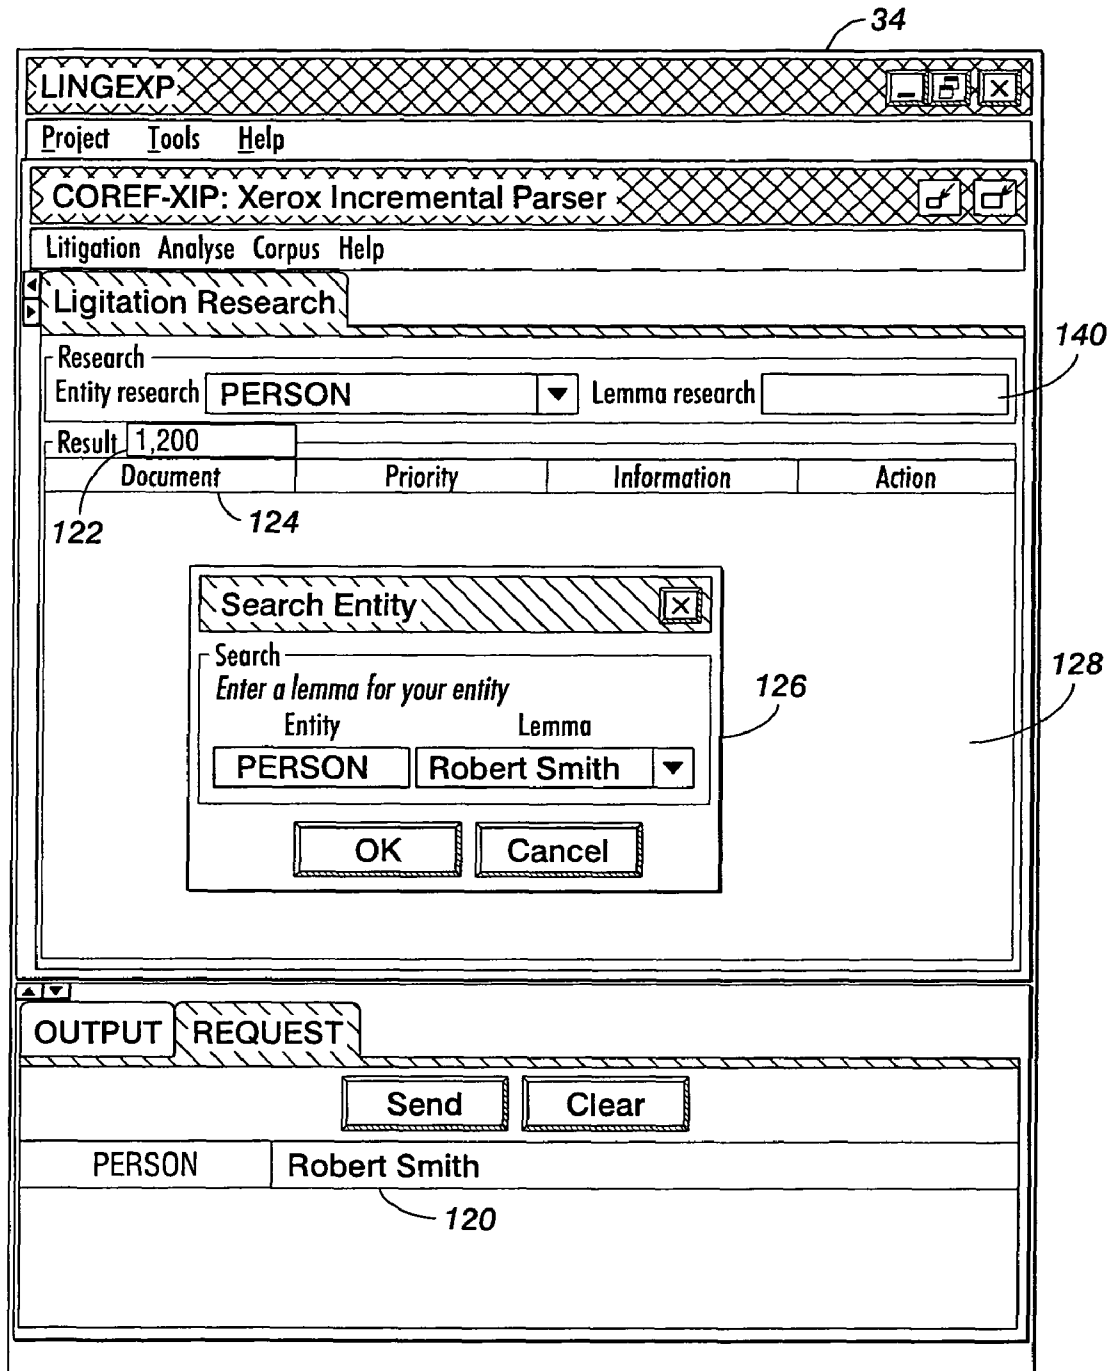 34
LINGEXP
Project Tools Help
COREF-XIP: Xerox Incremental Parser
Litigation Analyse Corpus Help
Ligitation Research
140
Research
Entity research PERSON Lemma research
Result 1,200
Document Priority Information Action
122 124
Search Entity
Search
128
Enter a lemma for your entity
126
Entity Lemma
PERSON Robert Smith
OK Cancel
OUTPUT REQUEST
Send Clear
PERSON Robert Smith
120